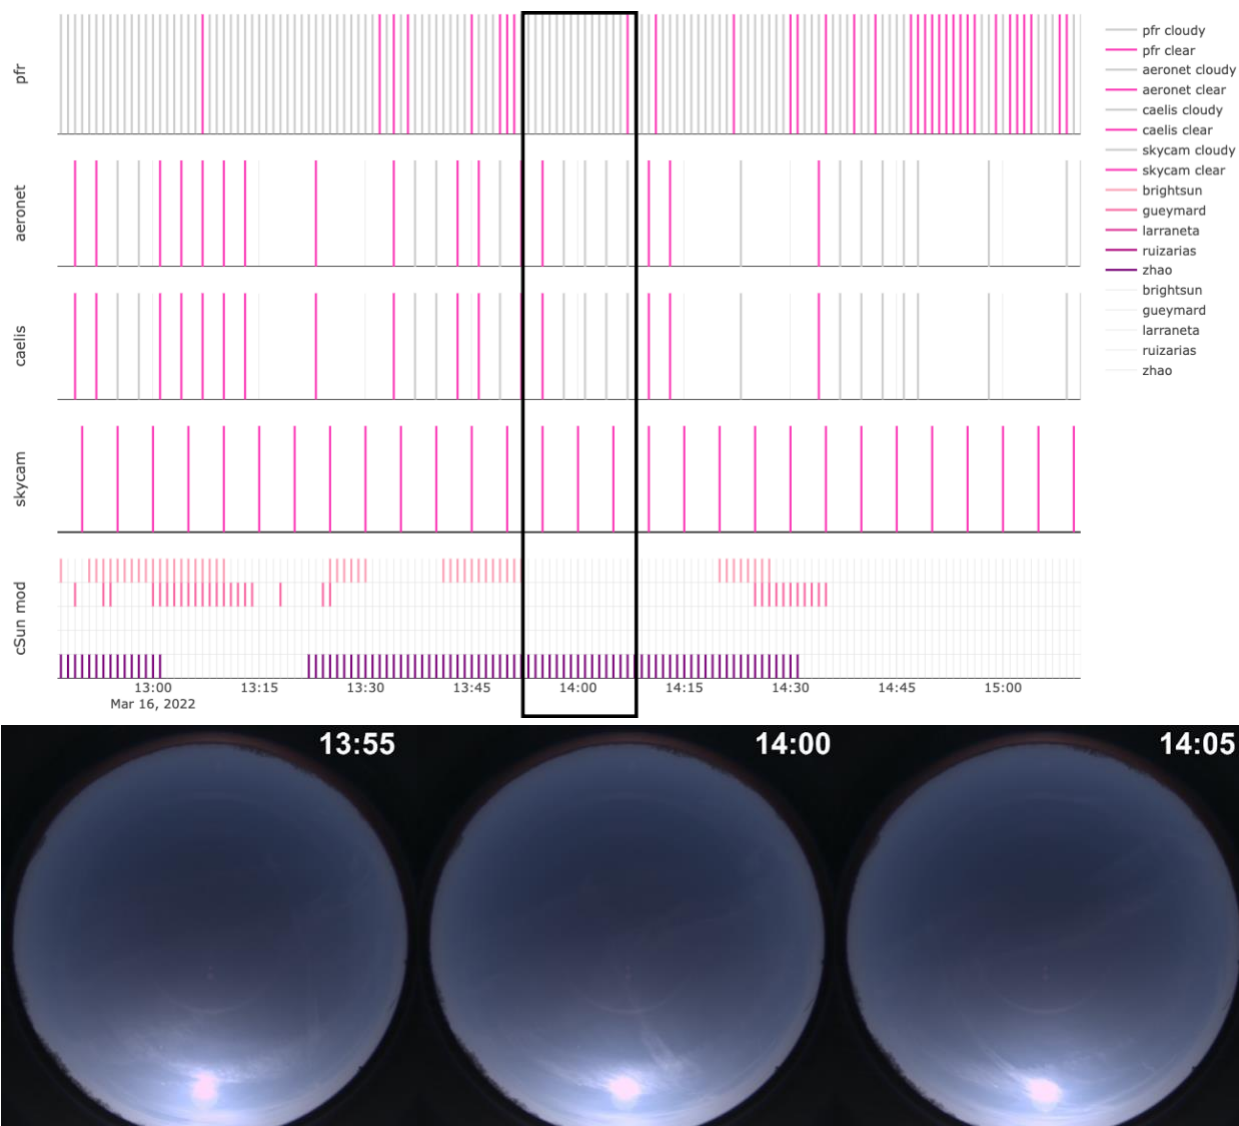 pfr
aeronet
caelis
skycam
cSun mod
13:00
13:15
13:30
13:45
14:00
14:15
14:30
14:45
15:00
Mar 16, 2022
pfr cloudy
pfr clear
aeronet cloudy
aeronet clear
caelis cloudy
caelis clear
skycam cloudy
skycam clear
brightsun
gueymard
larraneta
ruizarias
zhao
brightsun
gueymard
larraneta
ruizarias
zhao
13:55
14:00
14:05